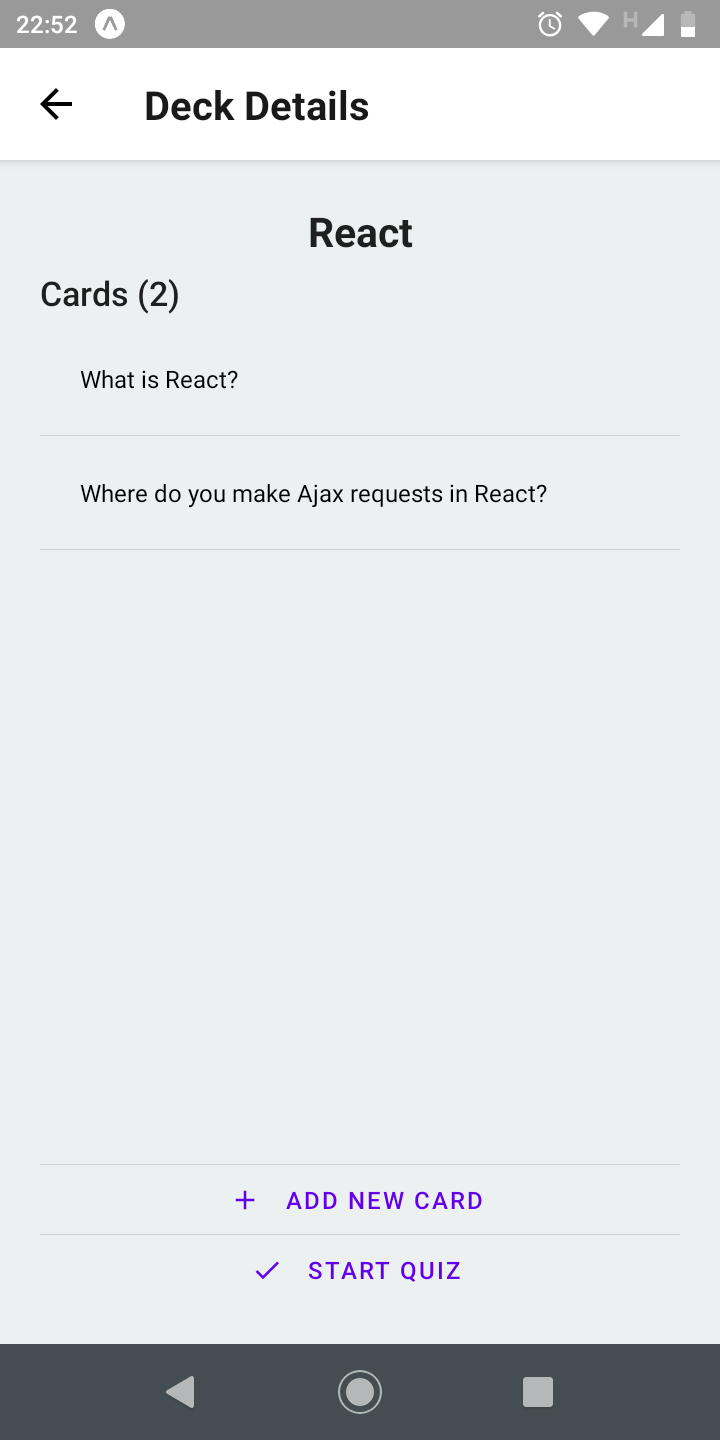 22:52
H
Deck Details
React
Cards (2)
What is React?
Where do you make Ajax requests in React?
ADD NEW CARD
START QUIZ